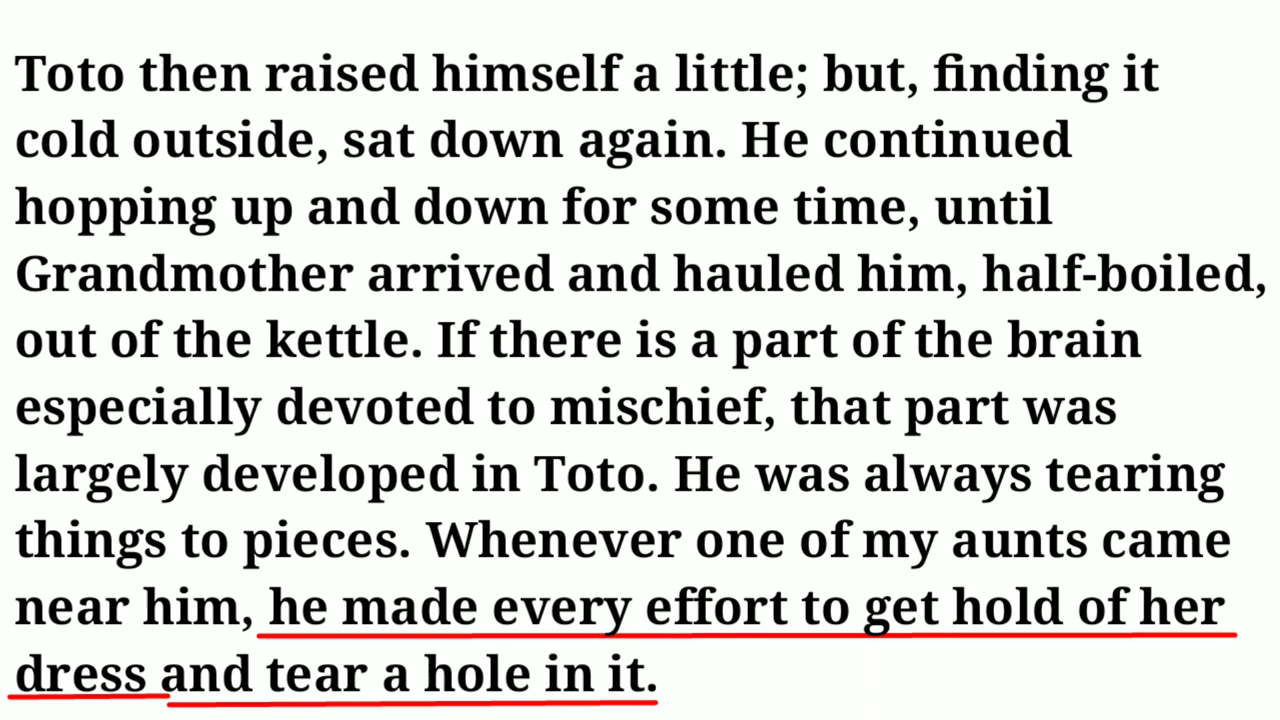 Toto then raised himself a little; but, finding it
cold outside, sat down again. He continued
hopping up and down for some time, until
Grandmother arrived and hauled him, half-boiled,
out of the kettle. If there is a part of the brain
especially devoted to mischief, that part was
largely developed in Toto. He was always tearing
things to pieces. Whenever one of my aunts came
near him, he made every effort to get hold of her
dress and tear a hole in it.